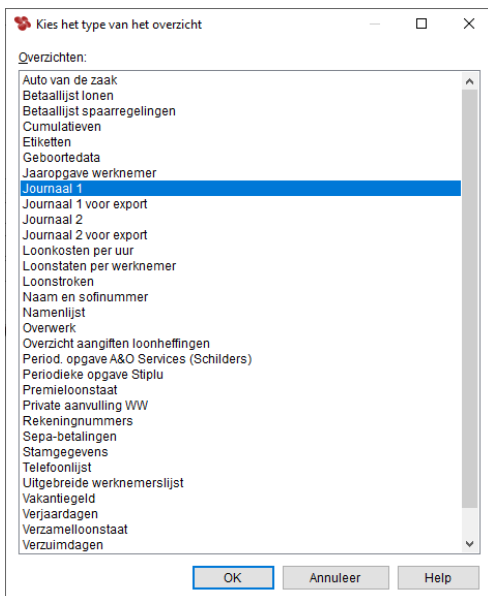 Kies het type van het overzicht
Overzichten:
Auto van de zaak
Betaallijst lonen
Betaallijst spaarregelingen
Cumulatieven
Etiketten
Geboortedata
Jaaropgave werknemer
Journaal 1
Journaal 1 voor export
Journaal 2
Journaal 2 voor export
Loonkosten per uur
Loonstaten per werknemer
Loonstroken
Naam en sofinummer
Namenlijst
Overwerk
Overzicht aangiften loonheffingen
Period. opgave A&O Services (Schilders)
Periodieke opgave Stiplu
Premieloonstaat
Private aanvulling WW
Rekeningnummers
Sepa-betalingen
Stamgegevens
Telefoonlijst
Uitgebreide werknemerslijst
Vakantiegeld
Verjaardagen
Verzamelloonstaat
Verzuimdagen
OK Annuleer Help